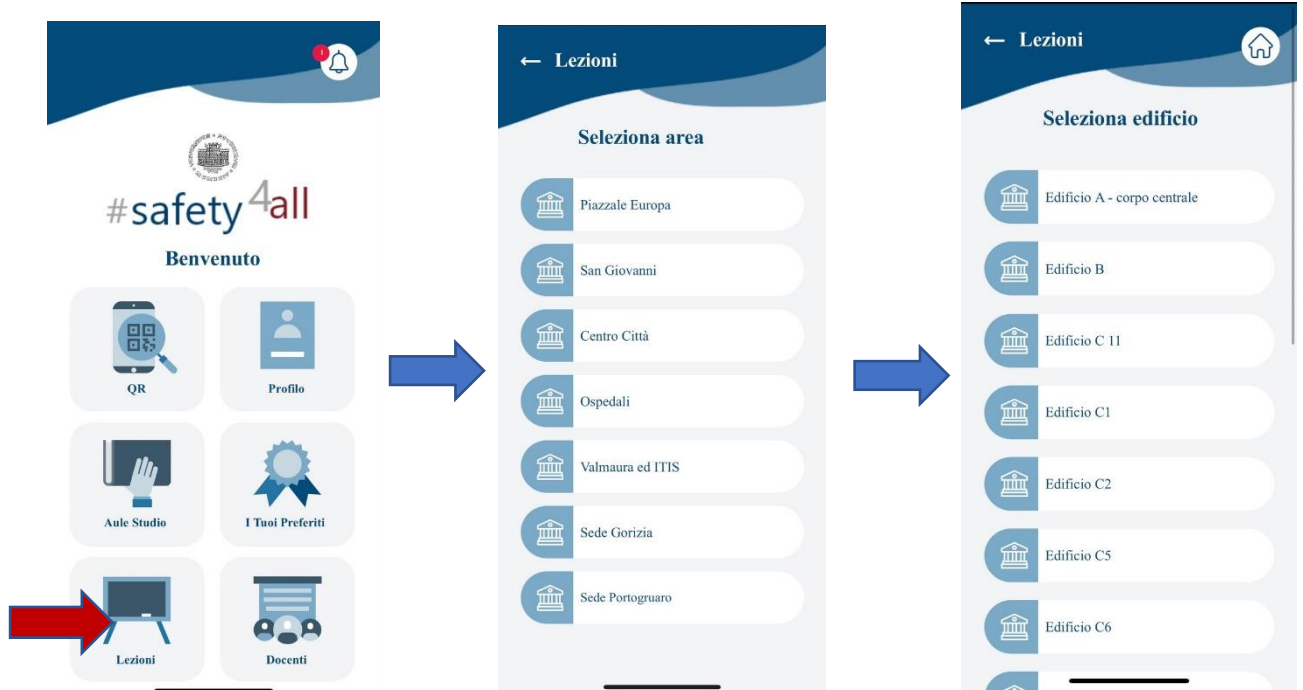 #safety4all
Benvenuto
QR
Profilo
Aule Studio
I Tuoi Preferiti
Lezioni
Docenti
← Lezioni
Seleziona area
Piazzale Europa
San Giovanni
Centro Città
Ospedali
Valmaura ed ITIS
Sede Gorizia
Sede Portogruaro
← Lezioni
Seleziona edificio
Edificio A - corpo centrale
Edificio B
Edificio C 11
Edificio C1
Edificio C2
Edificio C5
Edificio C6